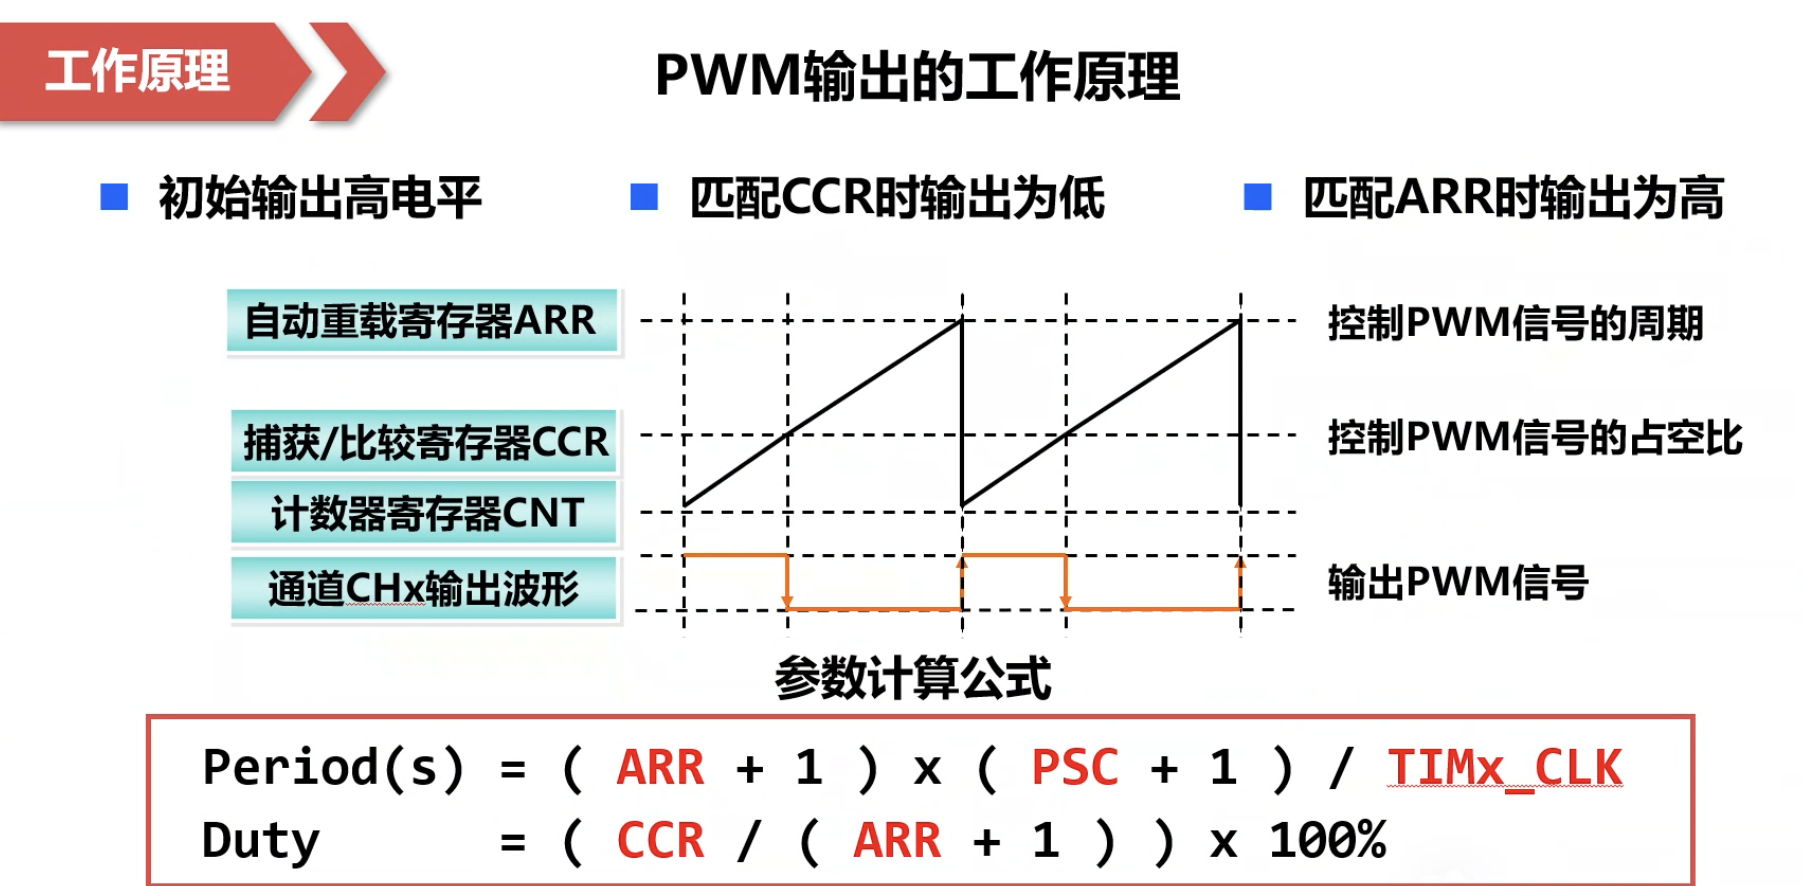 工作原理
PWM输出的工作原理
初始输出高电平
匹配CCR时输出为低
匹配ARR时输出为高
自动重载寄存器ARR
控制PWM信号的周期
捕获/比较寄存器CCR
控制PWM信号的占空比
计数器寄存器CNT
通道CHx输出波形
输出PWM信号
参数计算公式
Period(s) = ( ARR + 1 ) x ( PSC + 1 ) / TIMx_CLK
Duty = ( CCR / ( ARR + 1 ) ) x 100%